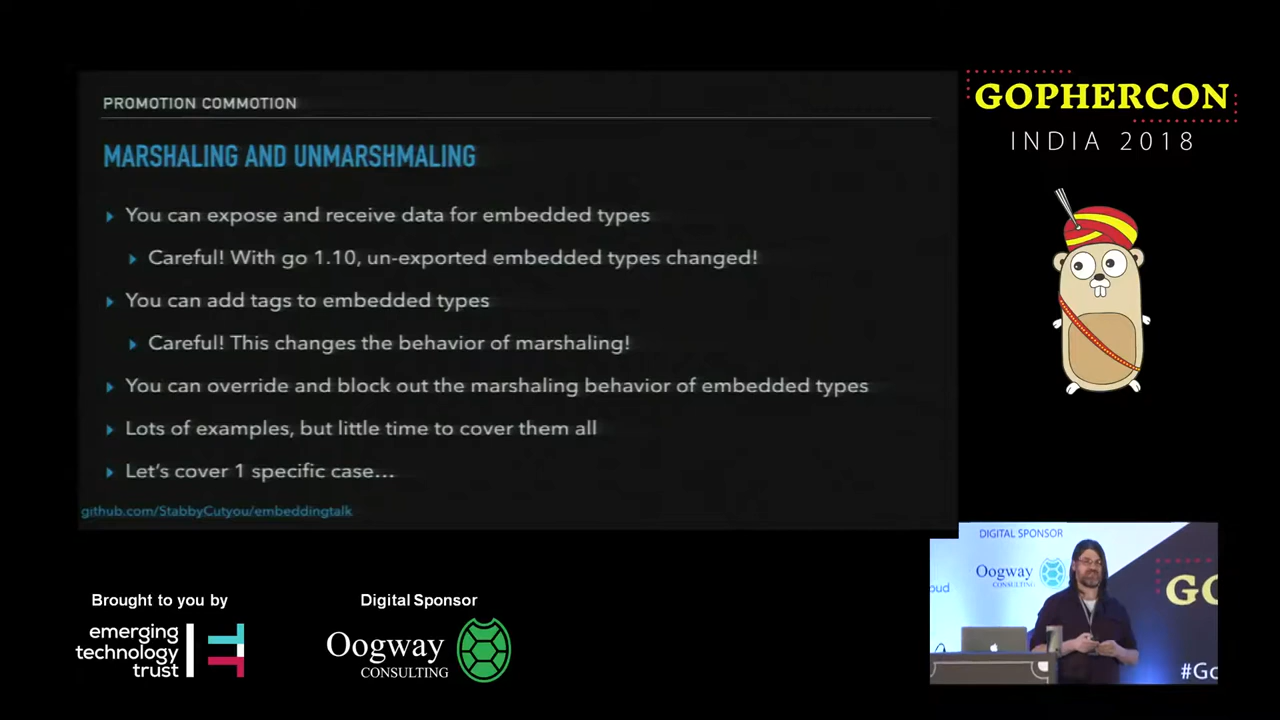 PROMOTION COMMOTION
MARSHALING AND UNMARSHMALING
You can expose and receive data for embedded types
Careful! With go 1.10, un-exported embedded types changed!
You can add tags to embedded types
Careful! This changes the behavior of marshaling!
You can override and block out the marshaling behavior of embedded types
Lots of examples, but little time to cover them all
Let's cover 1 specific case...
github.com/StabbyCutyou/embeddingtalk
GOPHERCON
INDIA 2018
DIGITAL SPONSOR
Oogway
CONSULTING
oud
GO
#Go
Brought to you by
emerging
technology
trust
Digital Sponsor
Oogway
CONSULTING